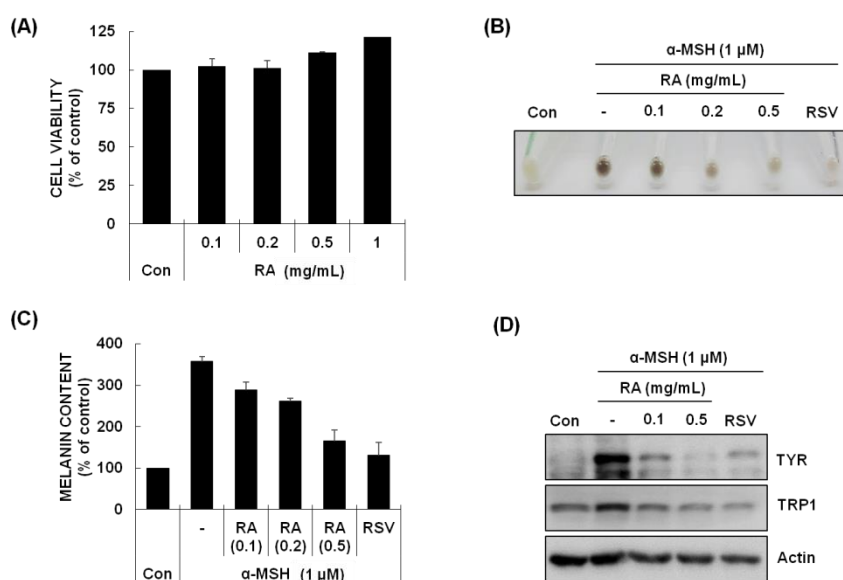 (A)
CELL VIABILITY
(% of control)
125
100
75
50
25
0
0.1 0.2 0.5 1
Con RA (mg/mL)
(B)
α-MSH (1 μM)
RA (mg/mL)
Con - 0.1 0.2 0.5 RSV
(C)
MELANIN CONTENT
(% of control)
400
300
200
100
0
- RA RA RA RSV
(0.1) (0.2) (0.5)
Con α-MSH (1 μM)
(D)
α-MSH (1 μM)
RA (mg/mL)
Con - 0.1 0.5 RSV
TYR
TRP1
Actin